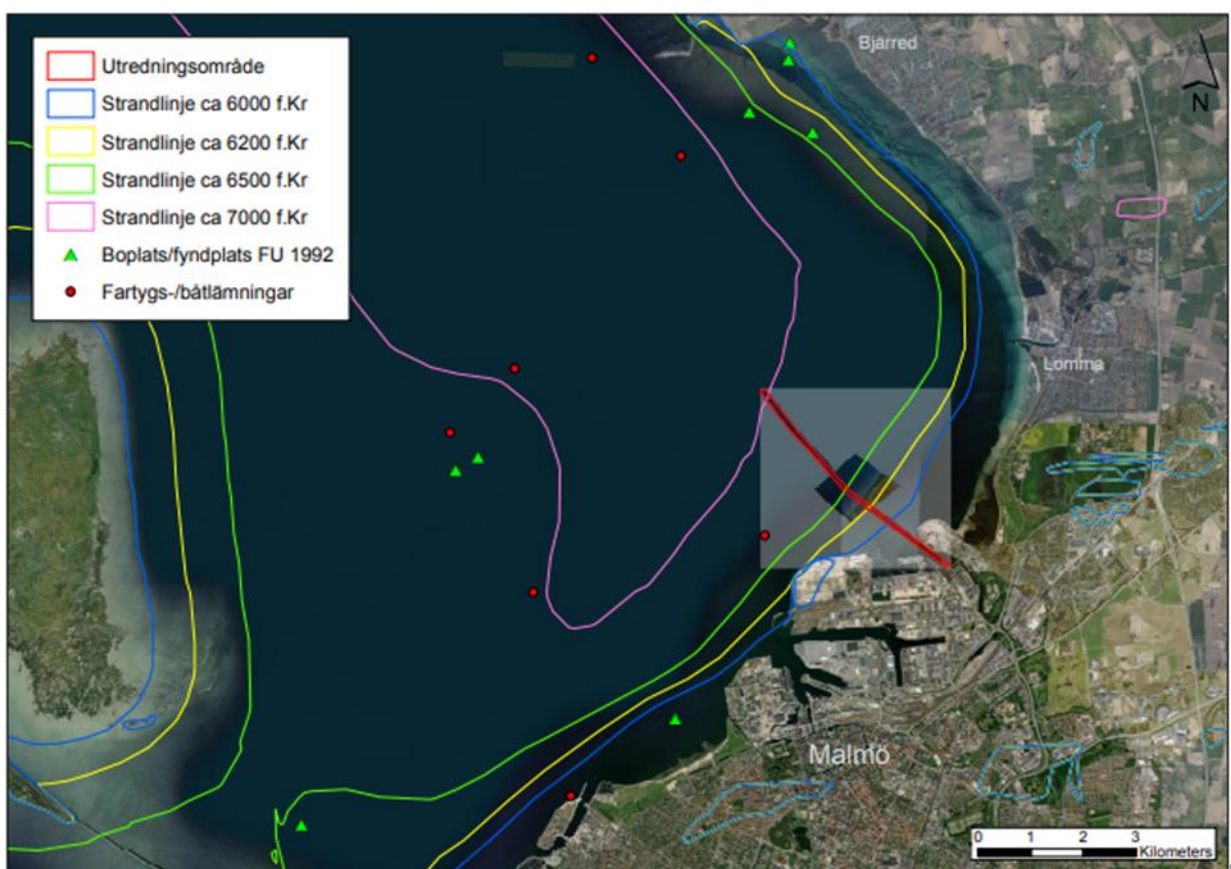 Bjärred
N
Utredningsområde
Strandlinje ca 6000 f.Kr
Strandlinje ca 6200 f.Kr
Strandlinje ca 6500 f.Kr
Strandlinje ca 7000 f.Kr
Boplats/fyndplats FU 1992
Fartygs-/båtlämningar
Lomma
Malmö
0 1 2 3
Kilometers